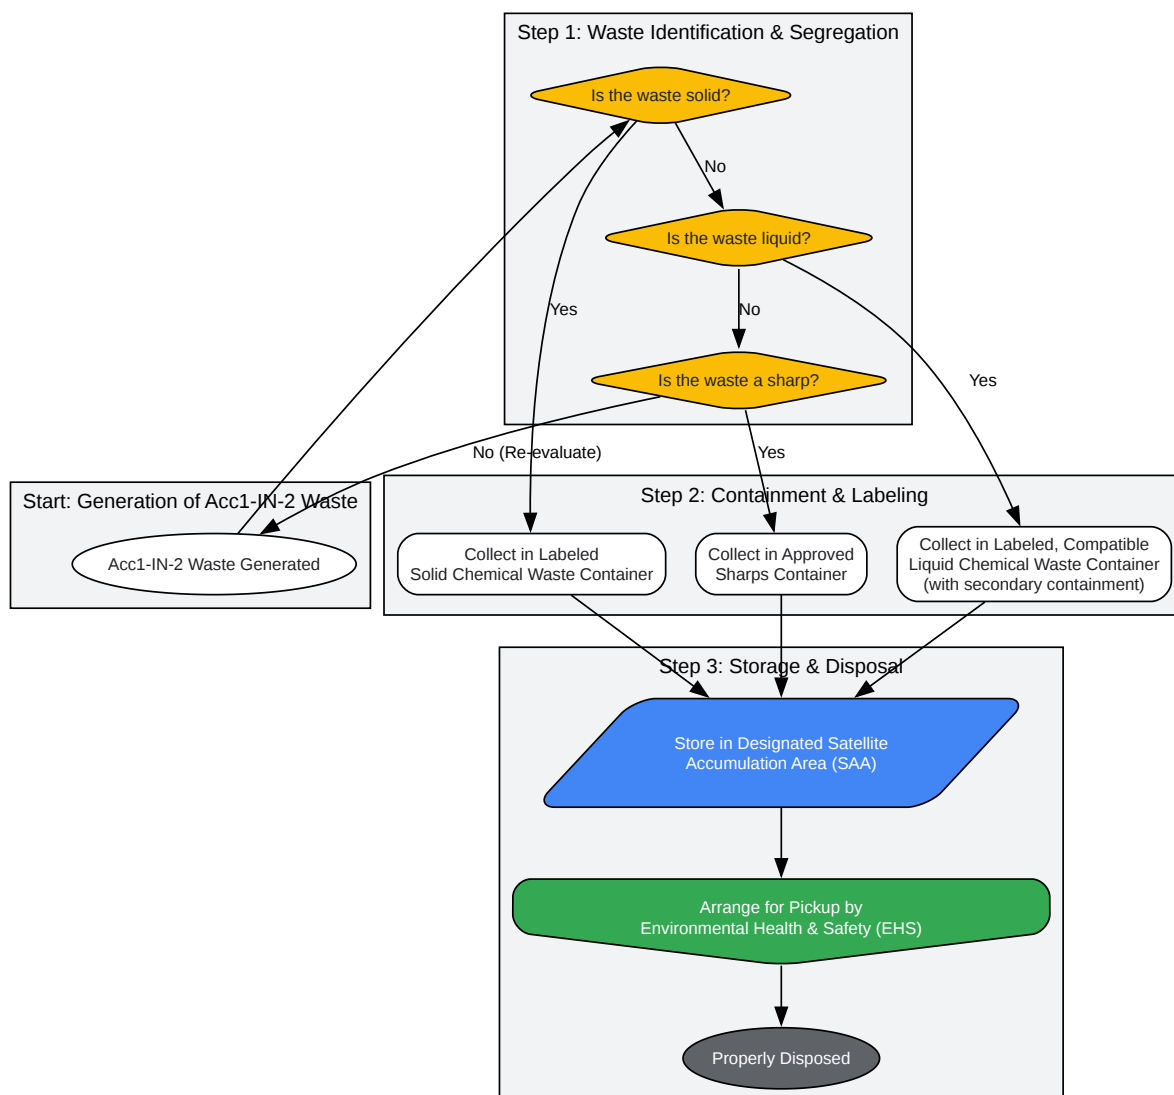 Step 1: Waste Identification & Segregation
Is the waste solid?
No
Is the waste liquid?
Yes
No
Is the waste a sharp?
Yes
No (Re-evaluate)
Yes
Start: Generation of Acc1-IN-2 Waste
Acc1-IN-2 Waste Generated
Step 2: Containment & Labeling
Collect in Labeled
Solid Chemical Waste Container
Collect in Approved
Sharps Container
Collect in Labeled, Compatible
Liquid Chemical Waste Container
(with secondary containment)
Step 3: Storage & Disposal
Store in Designated Satellite
Accumulation Area (SAA)
Arrange for Pickup by
Environmental Health & Safety (EHS)
Properly Disposed